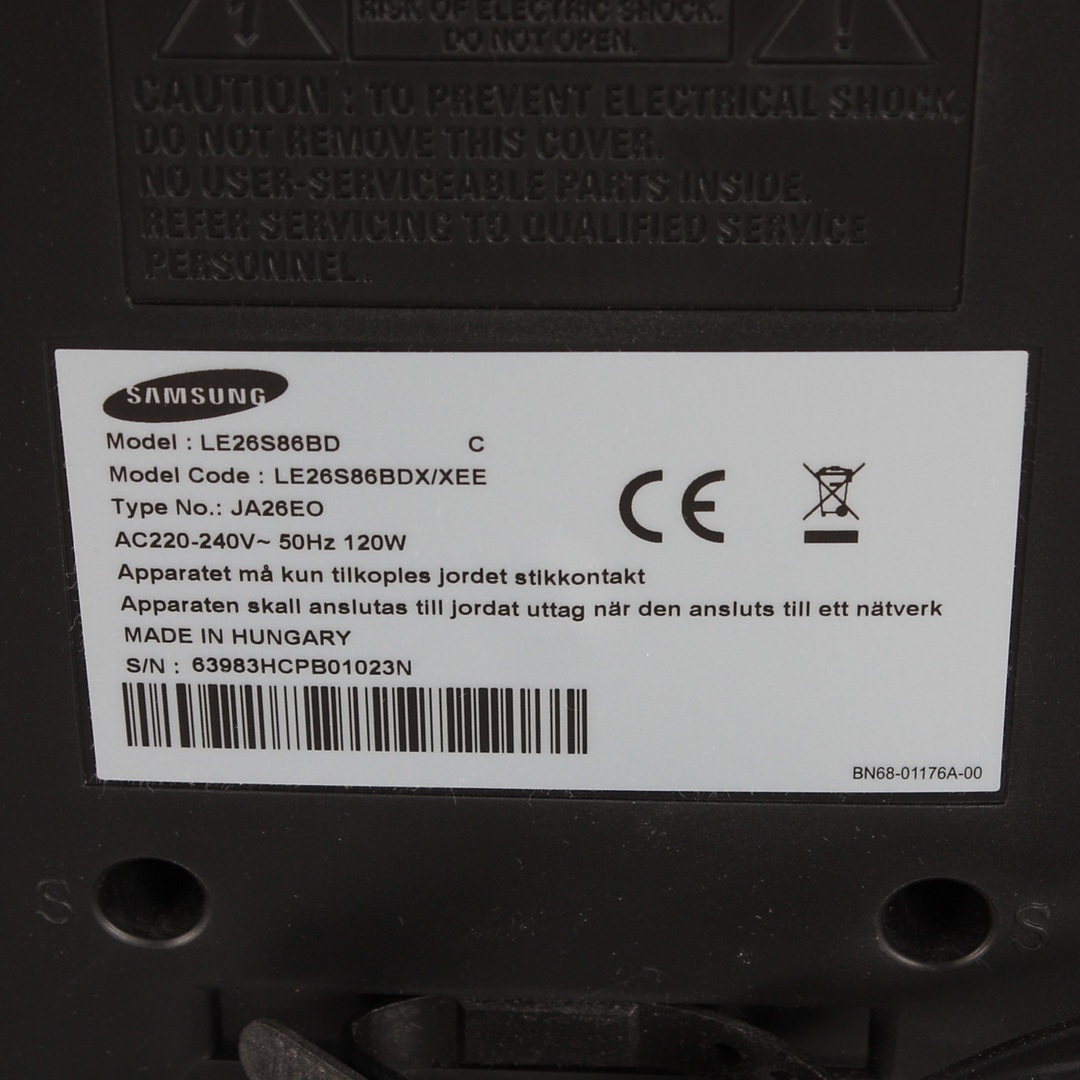 RISK OF ELECTRIC SHOCK.
DO NOT OPEN.
CAUTION : TO PREVENT ELECTRICAL SHOCK,
DO NOT REMOVE THIS COVER.
NO USER-SERVICEABLE PARTS INSIDE.
REFER SERVICING TO QUALIFIED SERVICE
PERSONNEL.
SAMSUNG
Model : LE26S86BD C
Model Code : LE26S86BDX/XEE
Type No.: JA26EO
AC220-240V~ 50Hz 120W
CE
Apparatet må kun tilkoples jordet stikkontakt
Apparaten skall anslutas till jordat uttag när den ansluts till ett nätverk
MADE IN HUNGARY
S/N : 63983HCPB01023N
BN68-01176A-00
S S